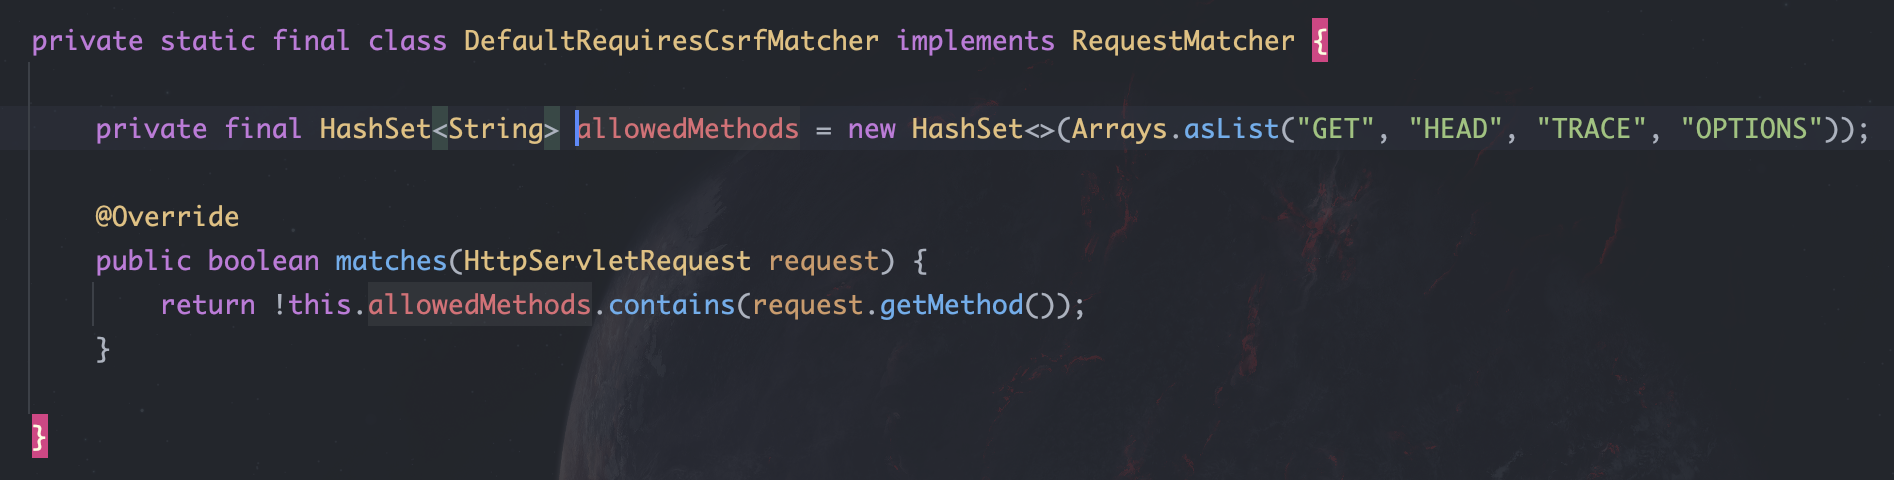 private static final class DefaultRequiresCsrfMatcher implements RequestMatcher {
private final HashSet<String> allowedMethods = new HashSet<>(Arrays.asList("GET", "HEAD", "TRACE", "OPTIONS"));
@Override
public boolean matches(HttpServletRequest request) {
return !this.allowedMethods.contains(request.getMethod());
}
}